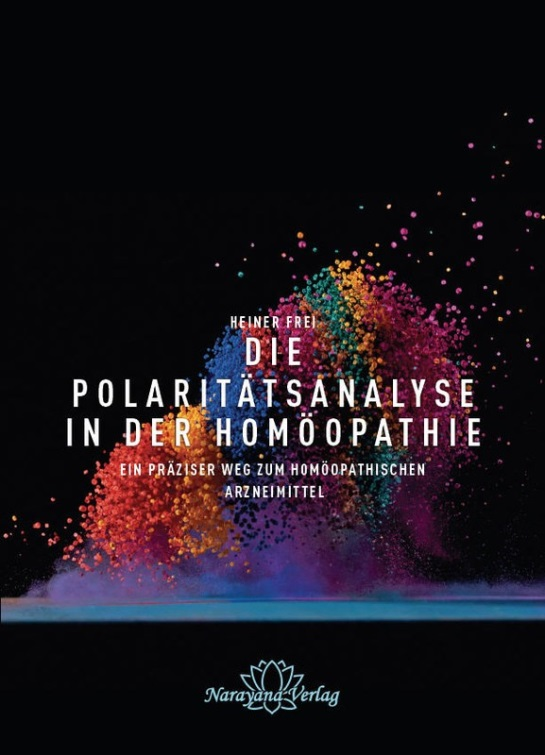 HEINER FREI
DIE
POLARITÄTSANALYSE
IN DER HOMÖOPATHIE
EIN PRÄZISER WEG ZUM HOMÖOPATHISCHEN
ARZNEIMITTEL
Narayana Verlag